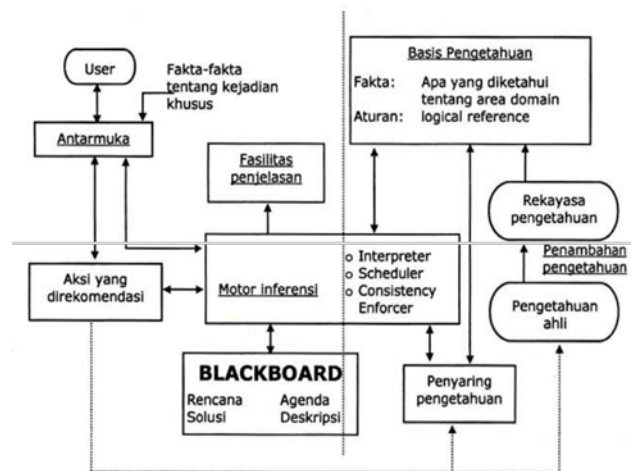 User
Fakta-fakta
tentang kejadian
khusus
Antarmuka
Basis Pengetahuan
Fakta: Apa yang diketahui
tentang area domain
Aturan: logical reference
Fasilitas
penjelasan
Rekayasa
pengetahuan
Penambahan
pengetahuan
Aksi yang
direkomendasi
Motor inferensi
o Interpreter
o Scheduler
o Consistency
Enforcer
Pengetahuan
ahli
BLACKBOARD
Rencana Agenda
Solusi Deskripsi
Penyaring
pengetahuan